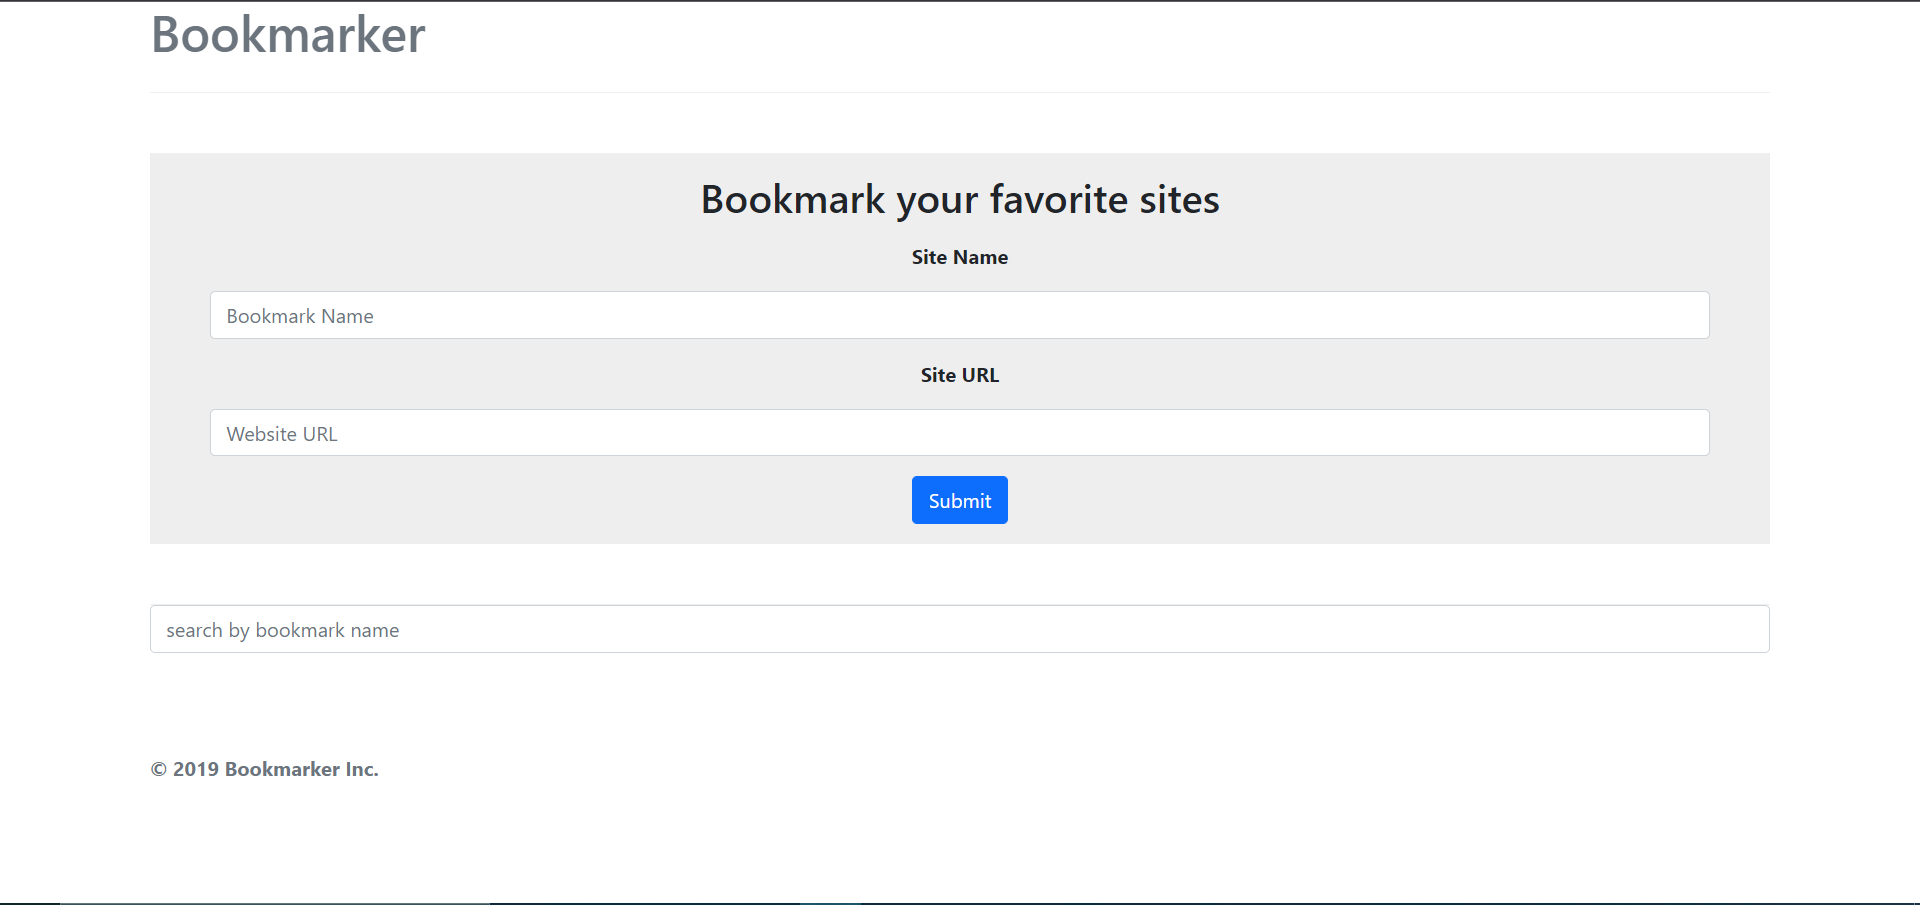 Bookmarker
Bookmark your favorite sites
Site Name
Bookmark Name
Site URL
Website URL
Submit
search by bookmark name
© 2019 Bookmarker Inc.